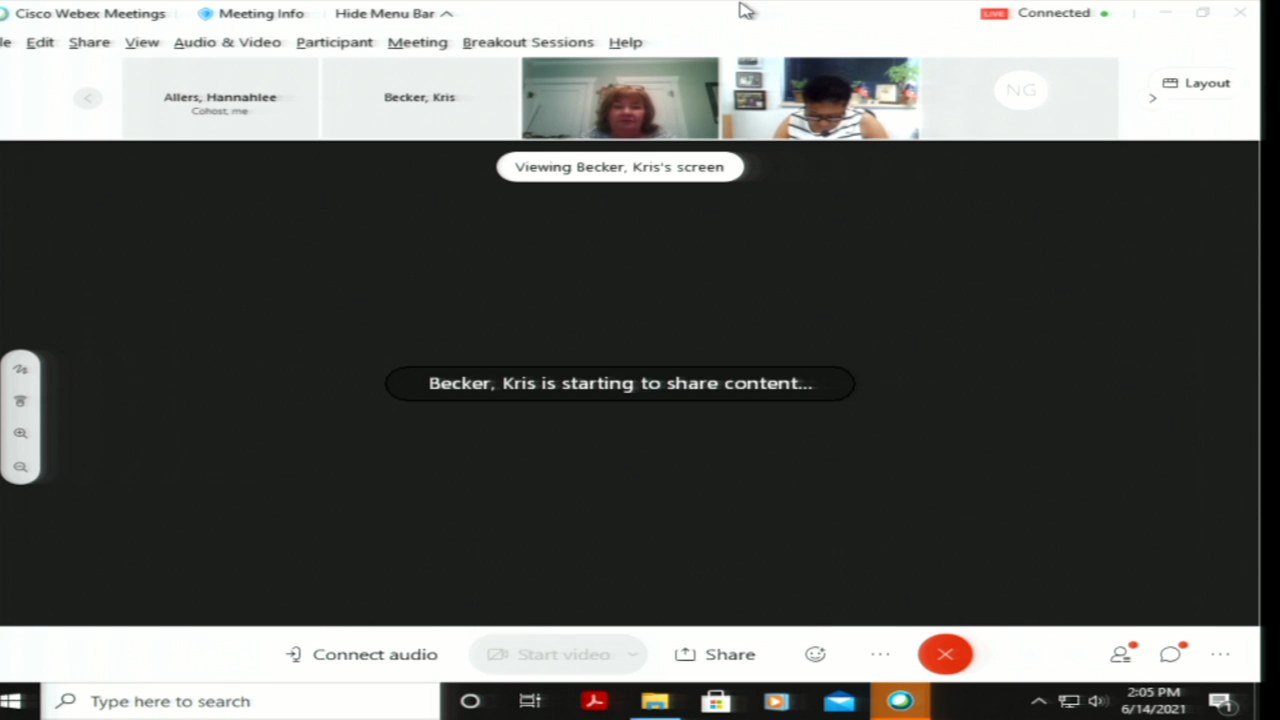 Cisco Webex Meetings Meeting Info Hide Menu Bar LIVE Connected
le Edit Share View Audio & Video Participant Meeting Breakout Sessions Help
Allers, Hannahlee
Cohost, me
Becker, Kris
NG
Layout
Viewing Becker, Kris's screen
Becker, Kris is starting to share content...
Connect audio Start video Share
Type here to search
2:05 PM
6/14/2021
1